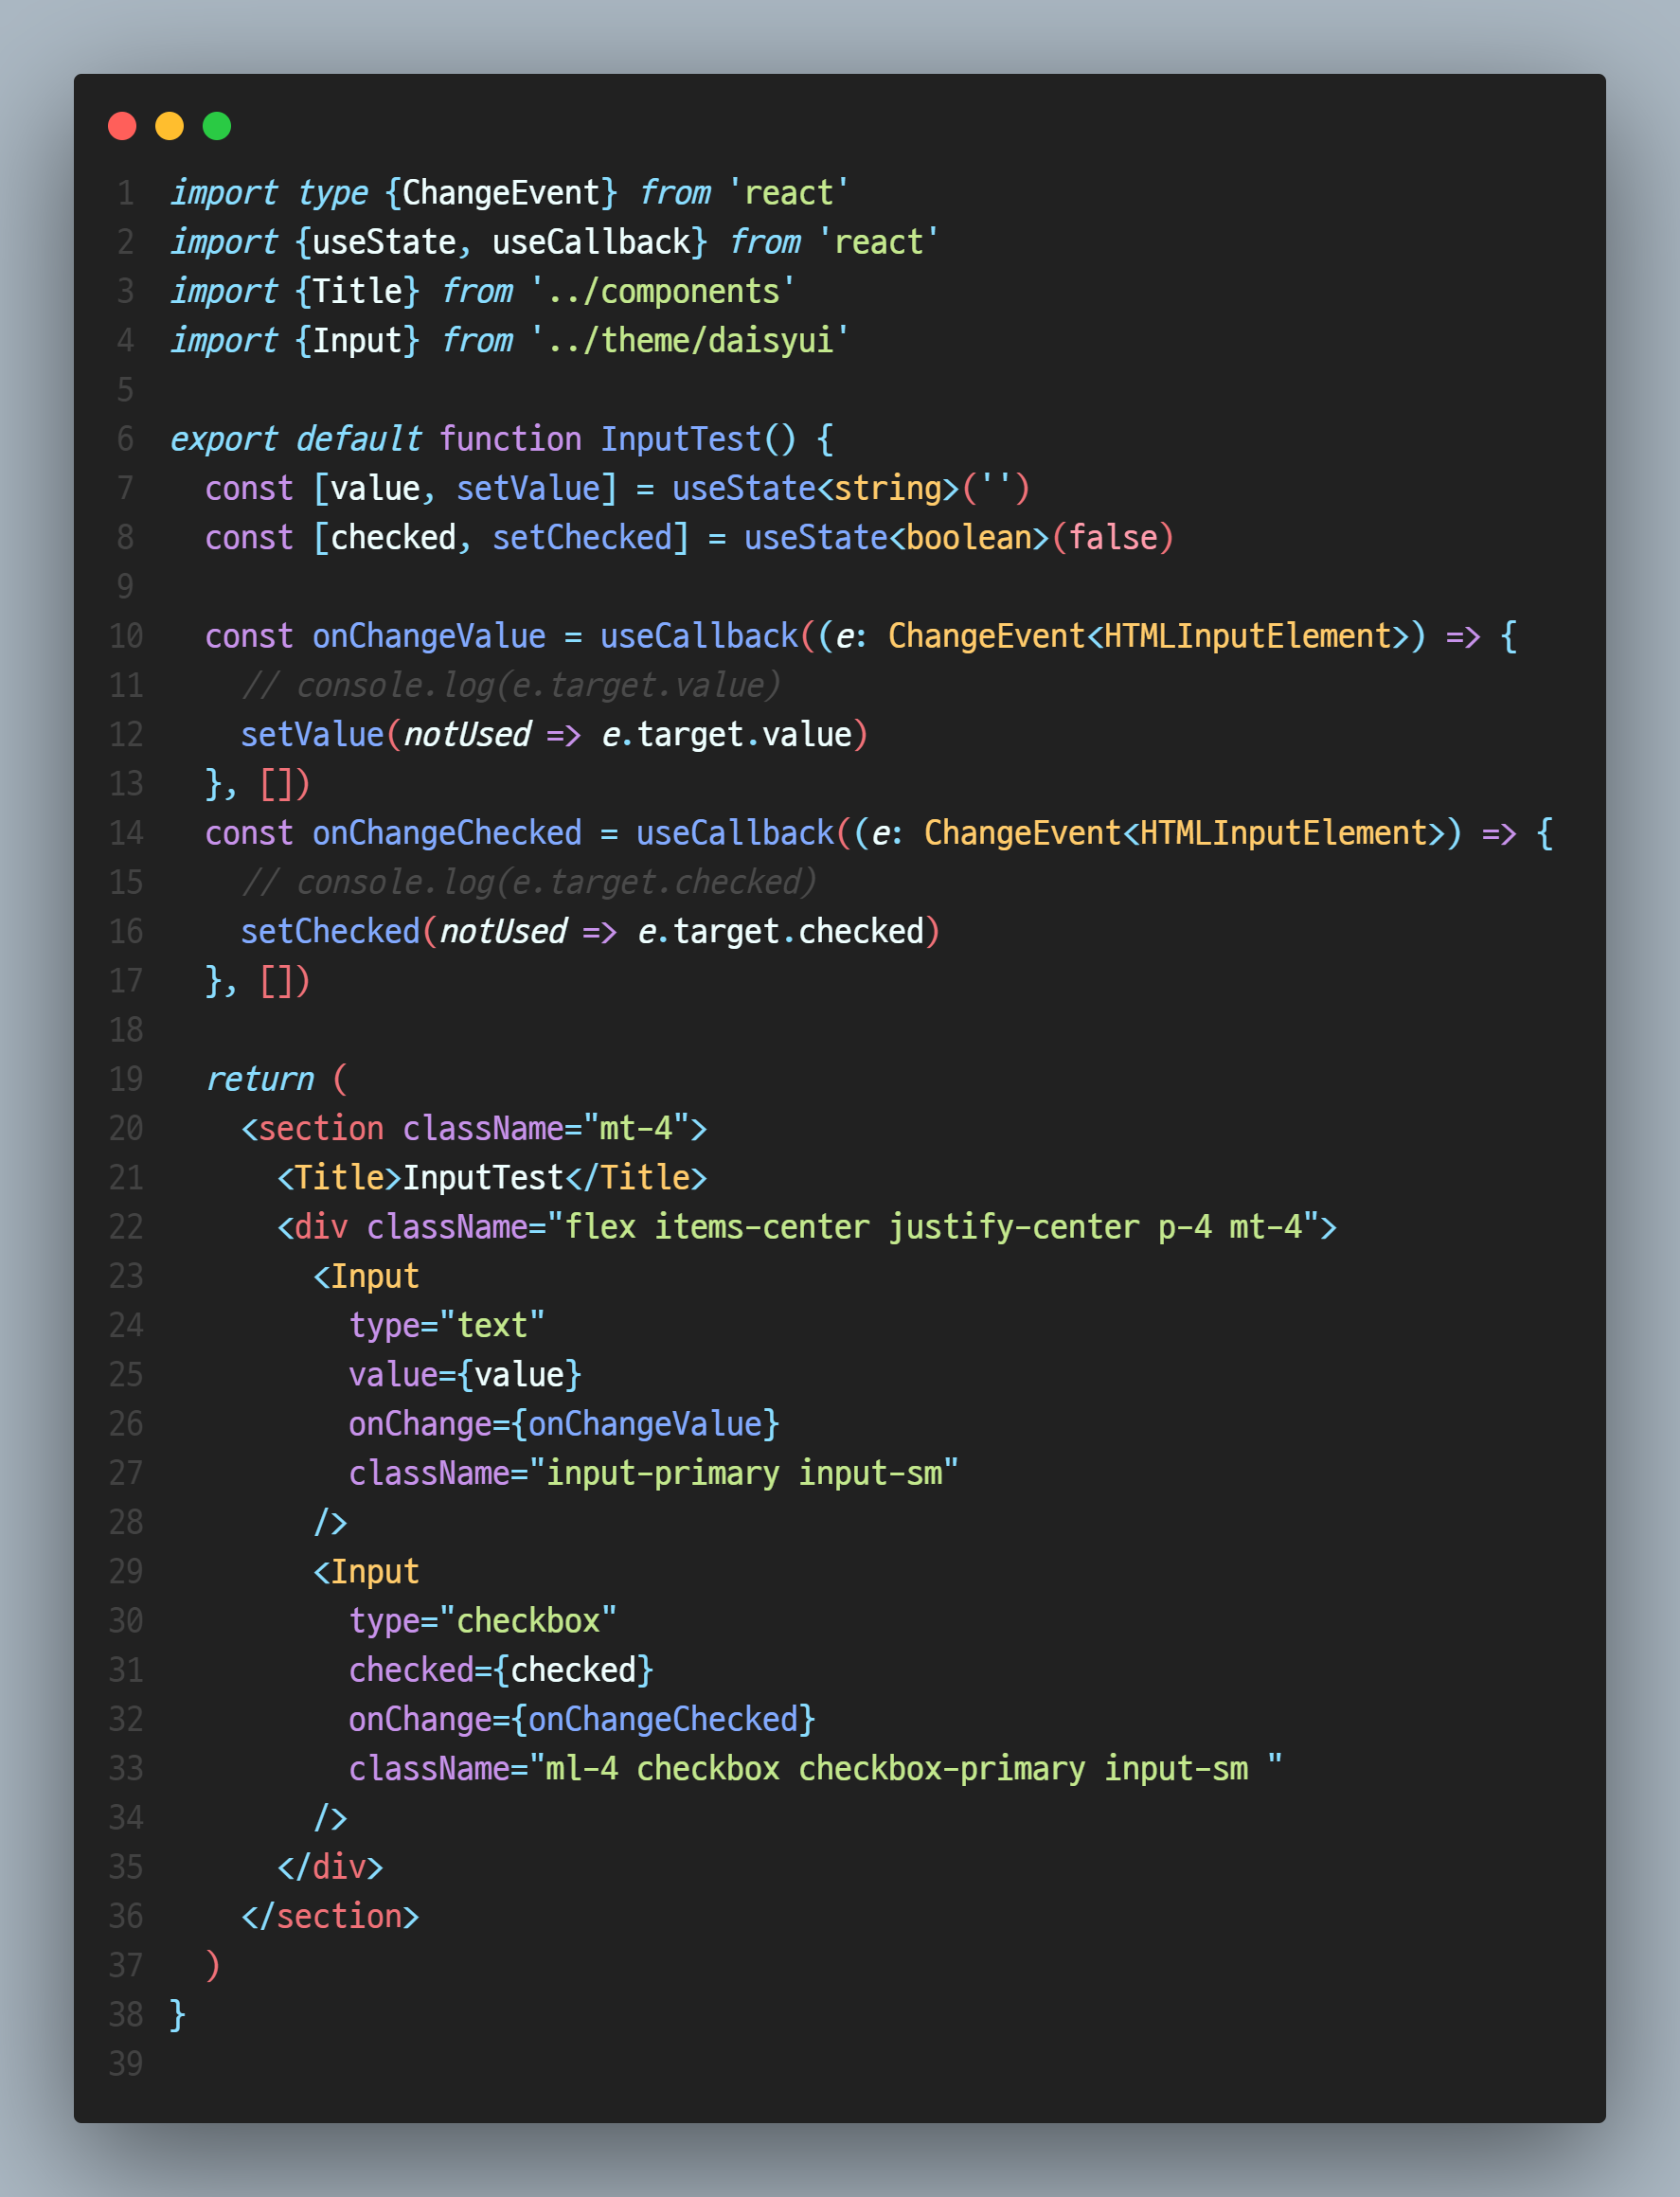 1 import type {ChangeEvent} from 'react'
2 import {useState, useCallback} from 'react'
3 import {Title} from '../components'
4 import {Input} from '../theme/daisyui'
5
6 export default function InputTest() {
7   const [value, setValue] = useState<string>('')
8   const [checked, setChecked] = useState<boolean>(false)
9
10   const onChangeValue = useCallback((e: ChangeEvent<HTMLInputElement>) => {
11     // console.log(e.target.value)
12     setValue(notUsed => e.target.value)
13   }, [])
14   const onChangeChecked = useCallback((e: ChangeEvent<HTMLInputElement>) => {
15     // console.log(e.target.checked)
16     setChecked(notUsed => e.target.checked)
17   }, [])
18
19   return (
20     <section className="mt-4">
21       <Title>InputTest</Title>
22       <div className="flex items-center justify-center p-4 mt-4">
23         <Input
24           type="text"
25           value={value}
26           onChange={onChangeValue}
27           className="input-primary input-sm"
28         />
29         <Input
30           type="checkbox"
31           checked={checked}
32           onChange={onChangeChecked}
33           className="ml-4 checkbox checkbox-primary input-sm "
34         />
35       </div>
36     </section>
37   )
38 }
39